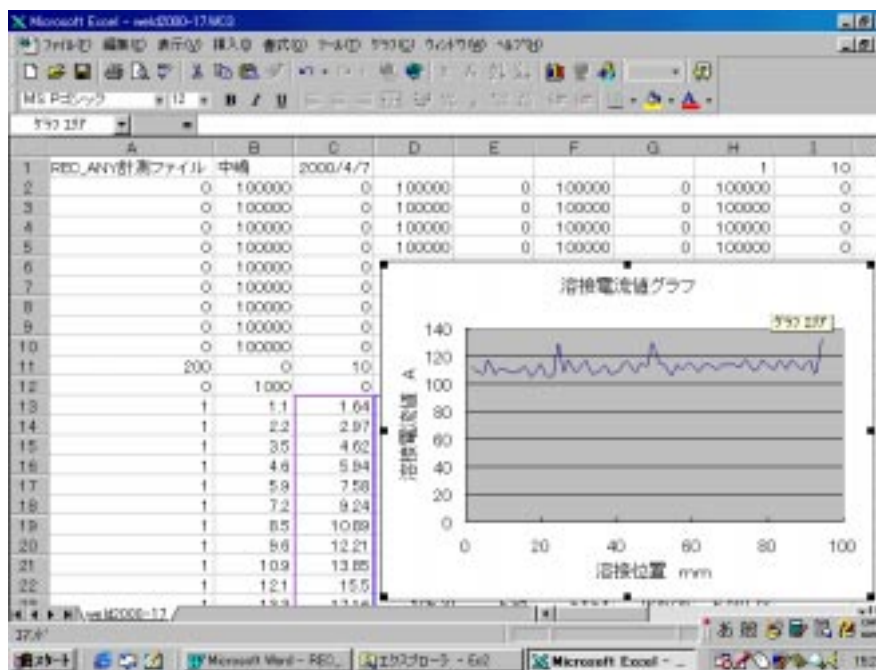 Microsoft Excel - weld2000-17.WC3
ファイル(F) 編集(E) 表示(V) 挿入(I) 書式(O) ツール(T) グラフ(C) ウィンドウ(W) ヘルプ(H)
MS Pゴシック 12 B I U
グラフ エリア =
A B C D E F G H I
1 REC_ANY計測ファイル 中嶋 2000/4/7 1 10
2 0 100000 0 100000 0 100000 0 100000 0
3 0 100000 0 100000 0 100000 0 100000 0
4 0 100000 0 100000 0 100000 0 100000 0
5 0 100000 0 100000 0 100000 0 100000 0
6 0 100000 0
7 0 100000 0
8 0 100000 0
9 0 100000 0
10 0 100000 0
11 200 0 10
12 0 1000 0
13 1 1.1 1.64
14 1 2.2 2.97
15 1 3.5 4.62
16 1 4.6 5.94
17 1 5.9 7.58
18 1 7.2 9.24
19 1 8.5 10.89
20 1 9.6 12.21
21 1 10.9 13.85
22 1 12.1 15.5
溶接電流値グラフ
グラフ エリア
溶接電流値 A
140
120
100
80
60
40
20
0
0 20 40 60 80 100
溶接位置 mm
weld2000-17
コマンド
あ 般
スタート
Microsoft Word - REC_
エクスプローラ - Ex2
Microsoft Excel -